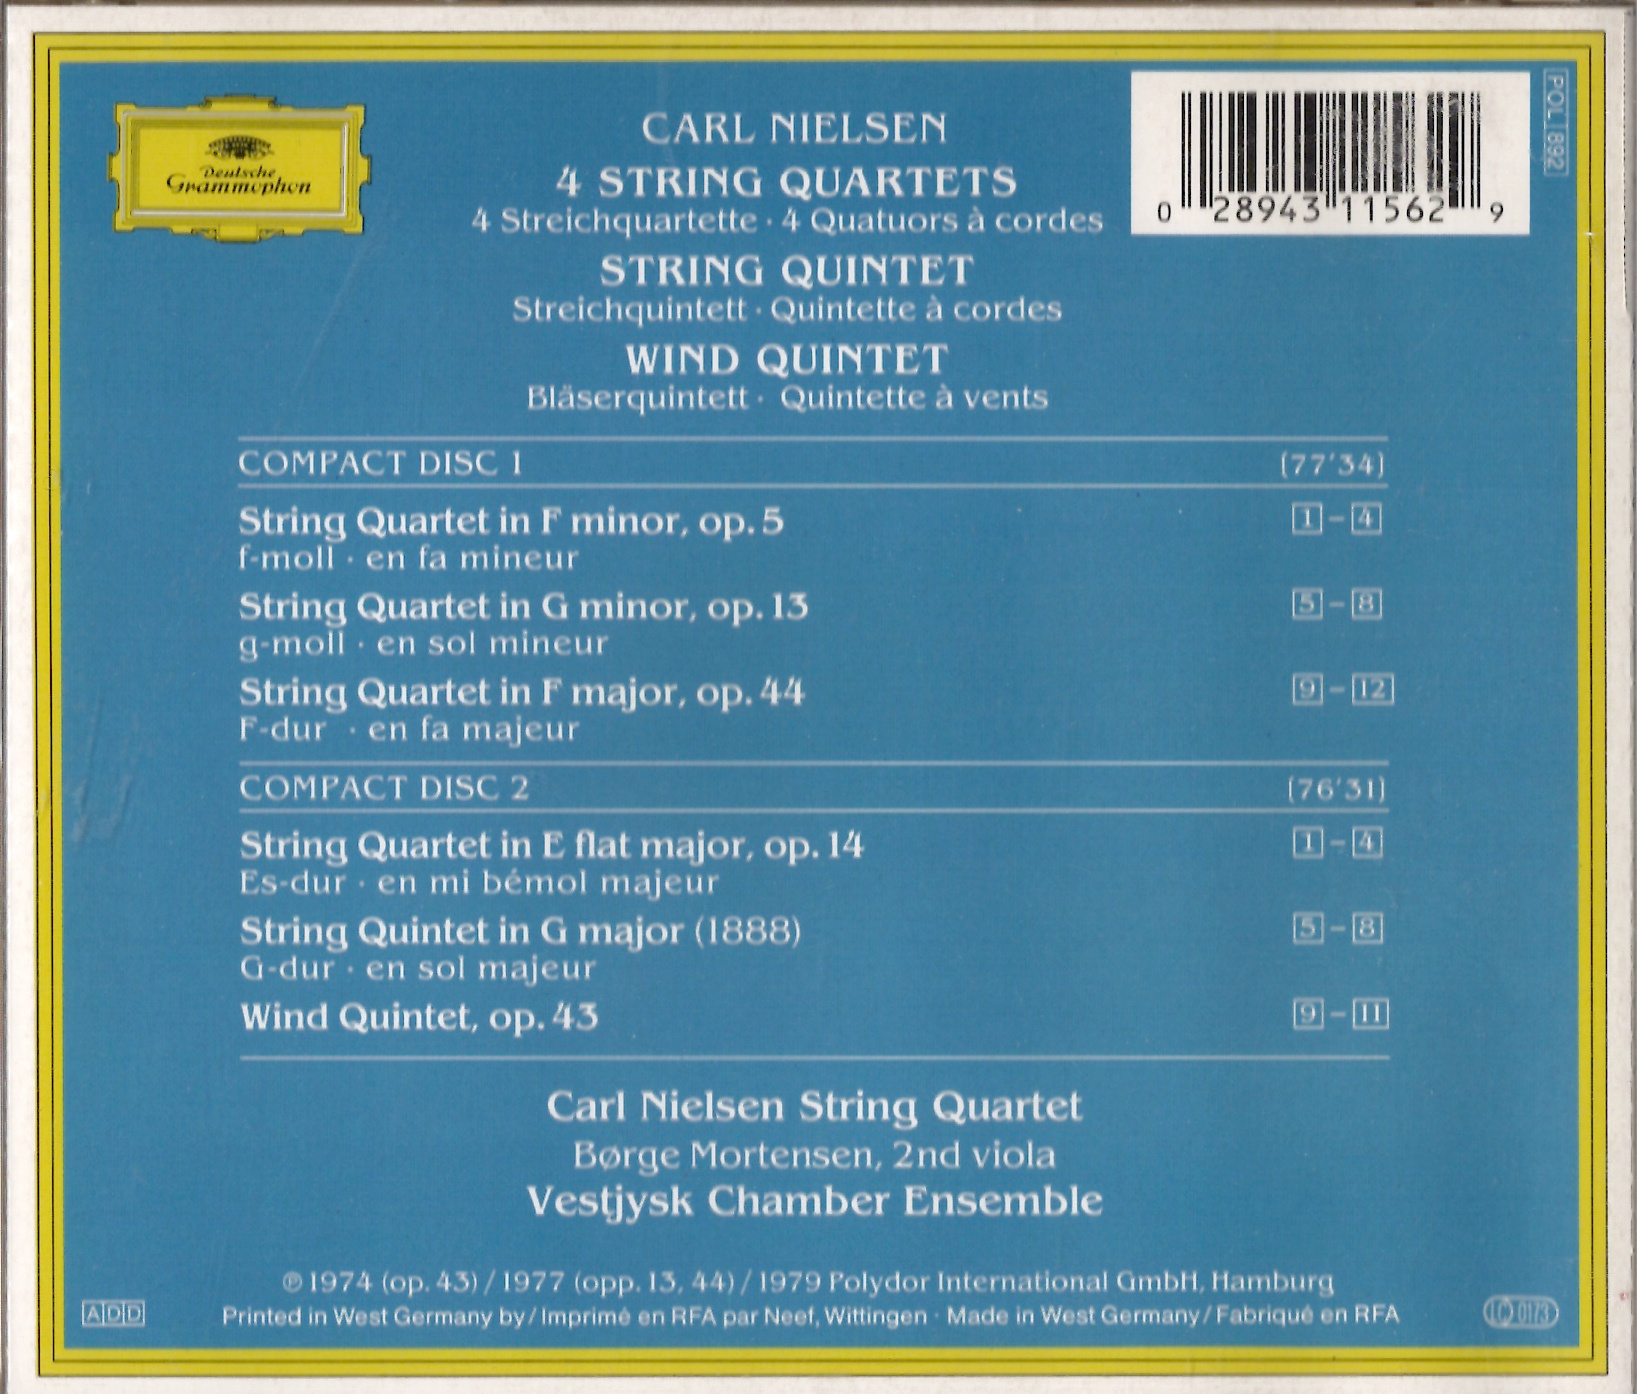 Deutsche
Grammophon
CARL NIELSEN
4 STRING QUARTETS
4 Streichquartette · 4 Quatuors à cordes
STRING QUINTET
Streichquintett · Quintette à cordes
WIND QUINTET
Bläserquintett · Quintette à vents
0 28943 11562 9
POL 1892
COMPACT DISC 1 (77'34)
String Quartet in F minor, op. 5 1 – 4
f-moll · en fa mineur
String Quartet in G minor, op. 13 5 – 8
g-moll · en sol mineur
String Quartet in F major, op. 44 9 – 12
F-dur · en fa majeur
COMPACT DISC 2 (76'31)
String Quartet in E flat major, op. 14 1 – 4
Es-dur · en mi bémol majeur
String Quintet in G major (1888) 5 – 8
G-dur · en sol majeur
Wind Quintet, op. 43 9 – 11
Carl Nielsen String Quartet
Børge Mortensen, 2nd viola
Vestjysk Chamber Ensemble
℗ 1974 (op. 43) / 1977 (opp. 13, 44) / 1979 Polydor International GmbH, Hamburg
ADD Printed in West Germany by / Imprimé en RFA par Neef, Wittingen · Made in West Germany / Fabriqué en RFA LC 0173